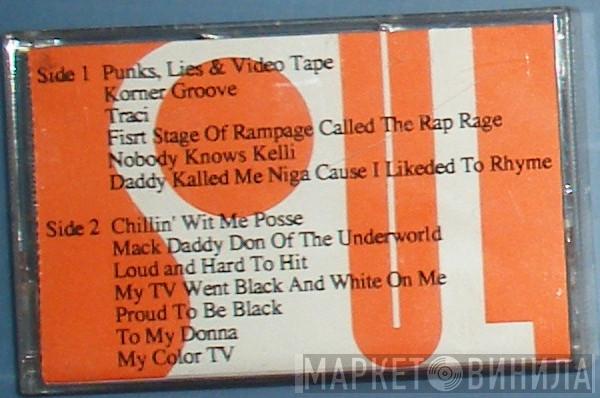 Side 1 Punks, Lies & Video Tape
Korner Groove
Traci
Fisrt Stage Of Rampage Called The Rap Rage
Nobody Knows Kelli
Daddy Kalled Me Niga Cause I Likeded To Rhyme
Side 2 Chillin' Wit Me Posse
Mack Daddy Don Of The Underworld
Loud and Hard To Hit
My TV Went Black And White On Me
Proud To Be Black
To My Donna
My Color TV
SOUL
МАРКЕТ ВИНИЛА